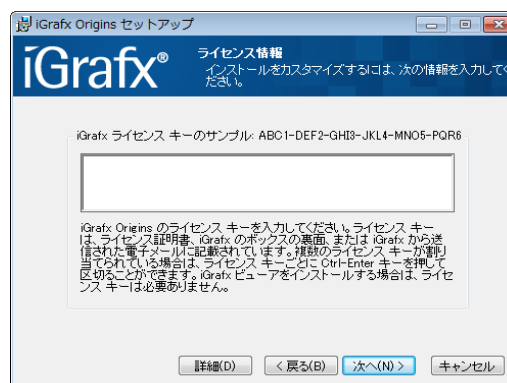 iGrafx Origins セットアップ
iGrafx®
ライセンス情報
インストールをカスタマイズするには、次の情報を入力して
ださい。
iGrafx ライセンス キーのサンプル: ABC1-DEF2-GHI3-JKL4-MNO5-PQR6
iGrafx Origins のライセンス キーを入力してください。ライセンス キー
は、ライセンス証明書、iGrafx のボックスの裏面、または iGrafx から送
信された電子メールに記載されています。複数のライセンス キーが割り
当てられている場合は、ライセンス キーごとに Ctrl-Enter キーを押して
区切ることができます。iGrafx ビューアをインストールする場合は、ライセ
ンス キーは必要ありません。
詳細(D) < 戻る(B) 次へ(N) > キャンセル